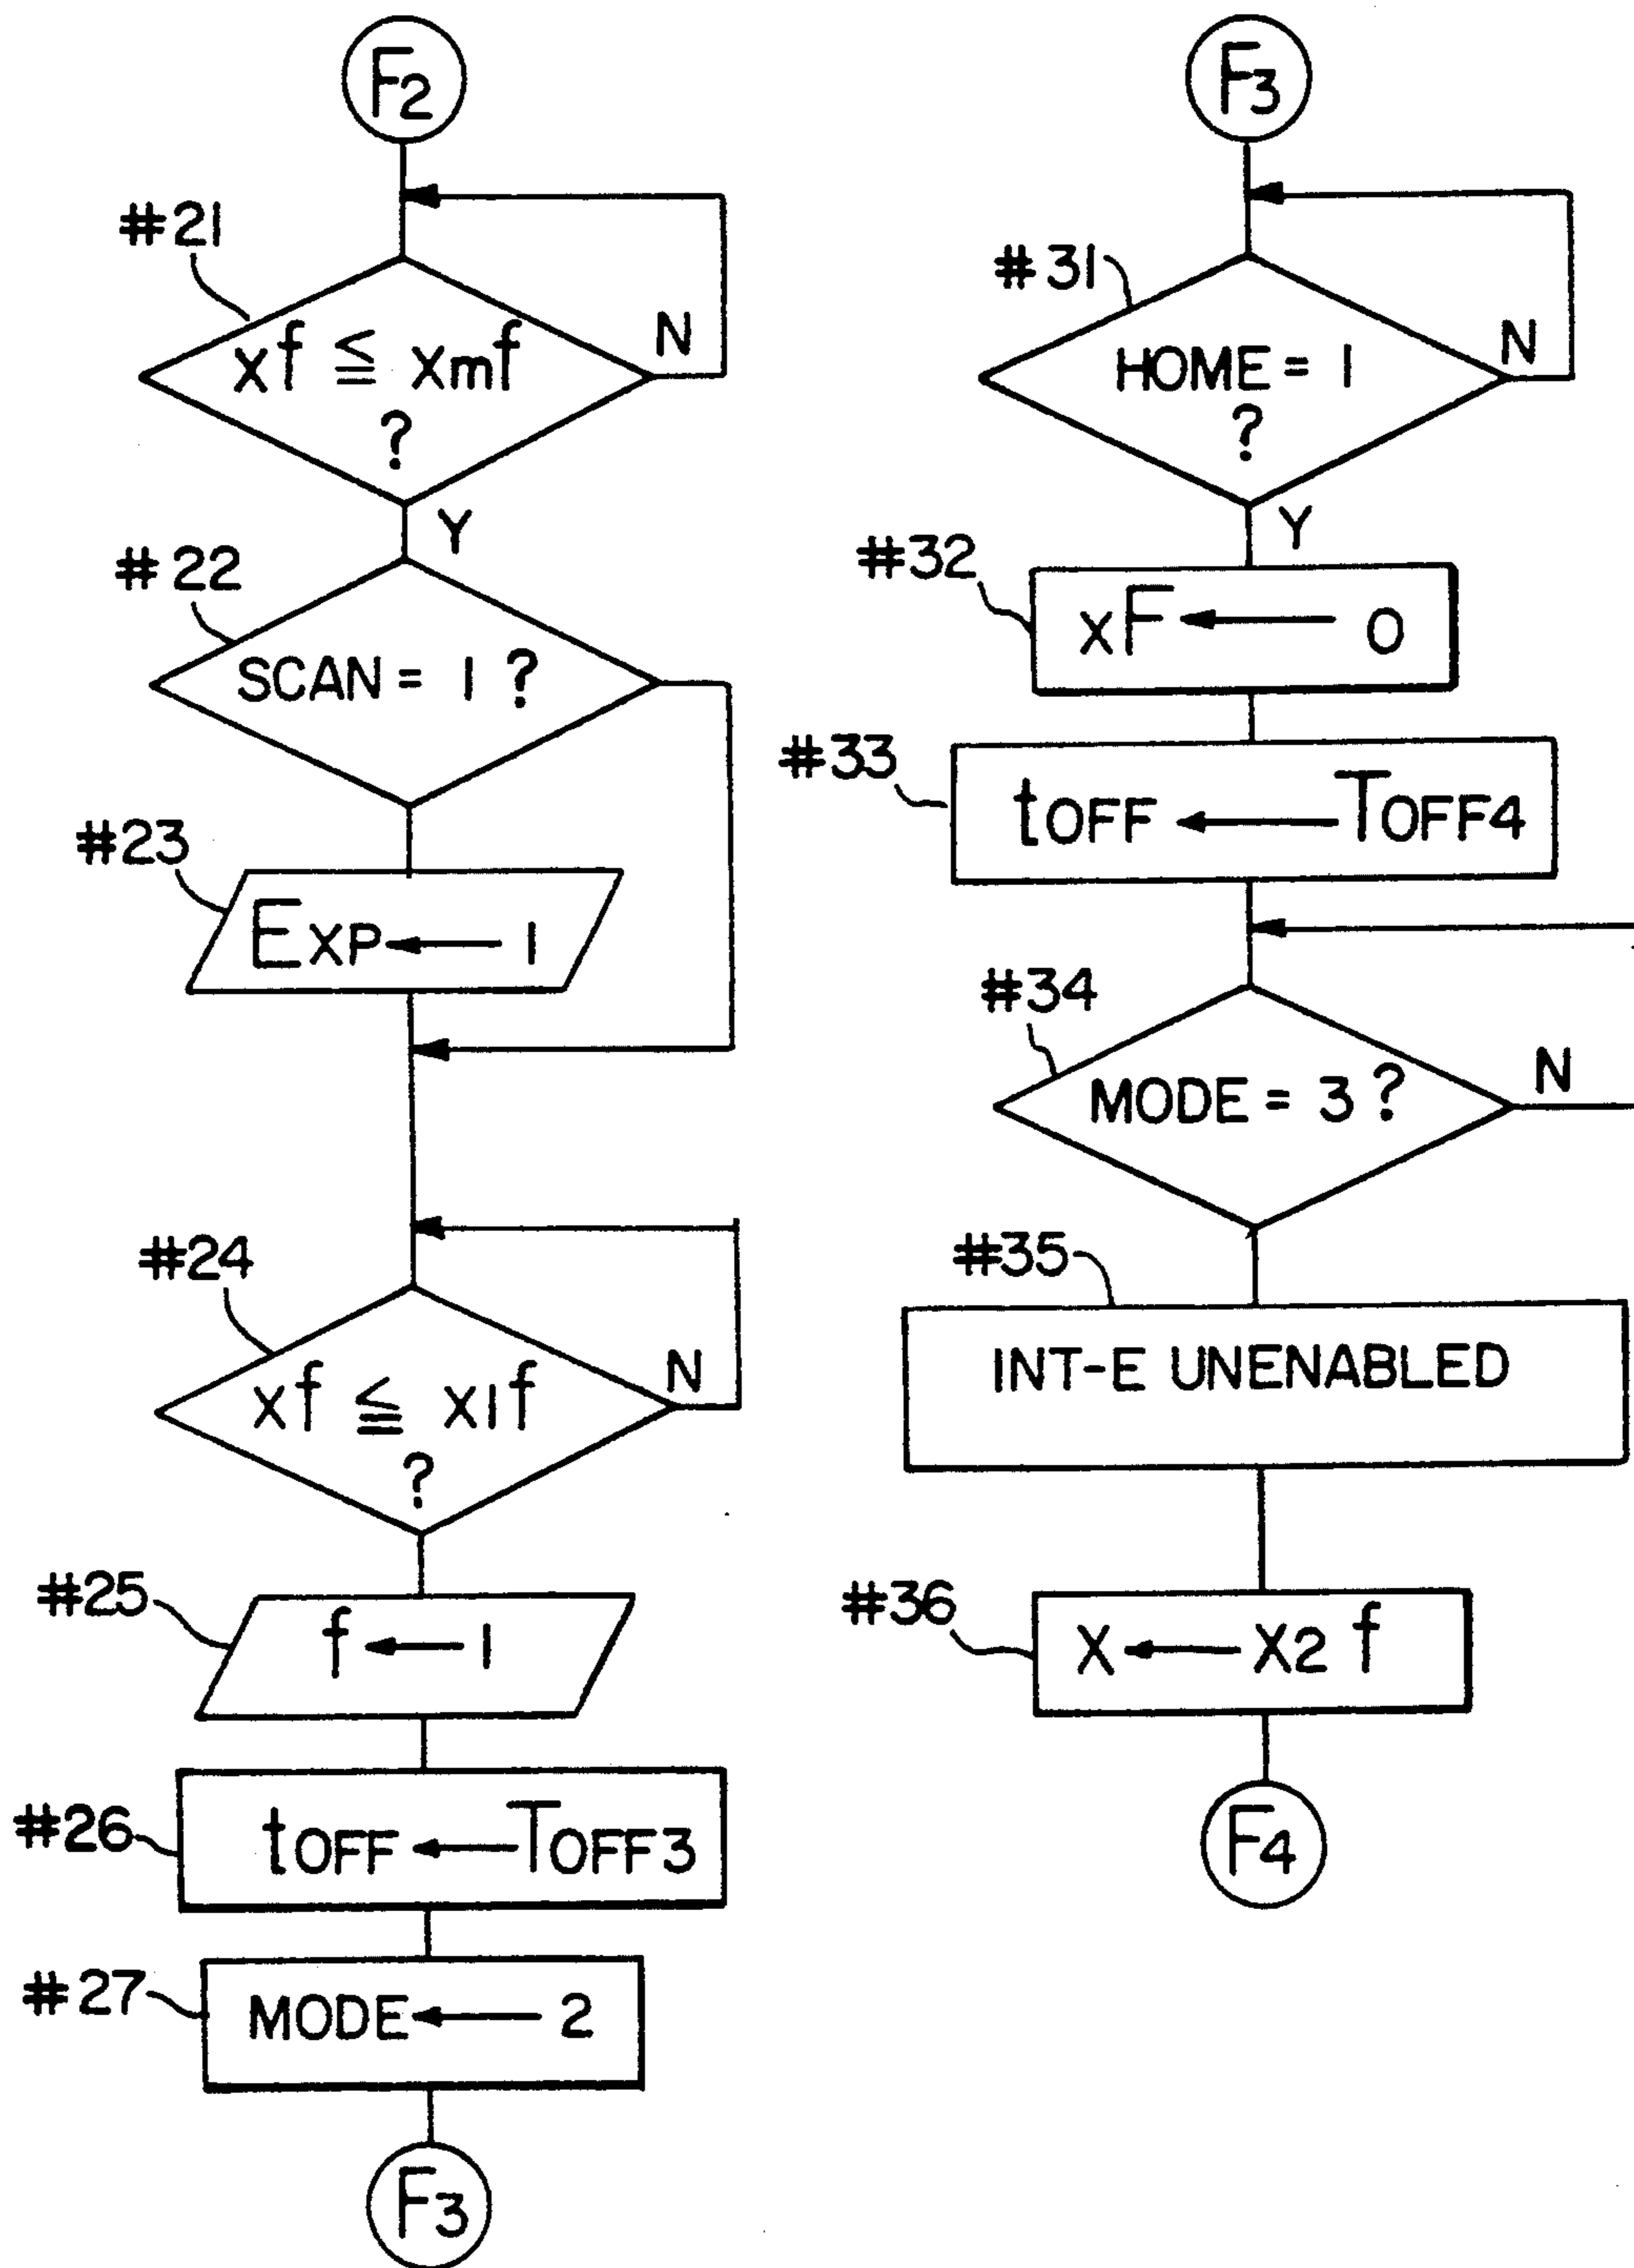 F2
#21
xf ≦ xmf
?
N
Y
#22
SCAN = 1 ?
#23
EXP ← 1
#24
xf ≦ x1f
?
N
#25
f ← 1
#26
tOFF ← TOFF3
#27
MODE ← 2
F3
F3
#31
HOME = 1
?
N
Y
#32
xF ← 0
#33
tOFF ← TOFF4
#34
MODE = 3 ?
N
#35
INT-E UNENABLED
#36
X ← X2 f
F4